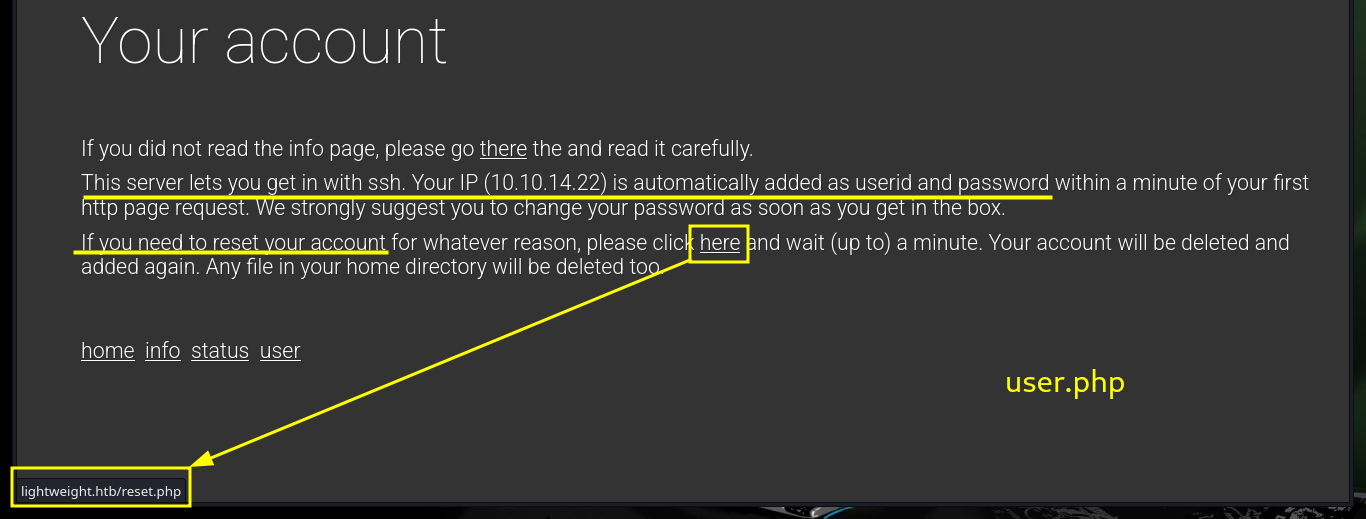 Your account
If you did not read the info page, please go there the and read it carefully.
This server lets you get in with ssh. Your IP (10.10.14.22) is automatically added as userid and password within a minute of your first
http page request. We strongly suggest you to change your password as soon as you get in the box.
If you need to reset your account for whatever reason, please click here and wait (up to) a minute. Your account will be deleted and
added again. Any file in your home directory will be deleted too.
home info status user
user.php
lightweight.htb/reset.php